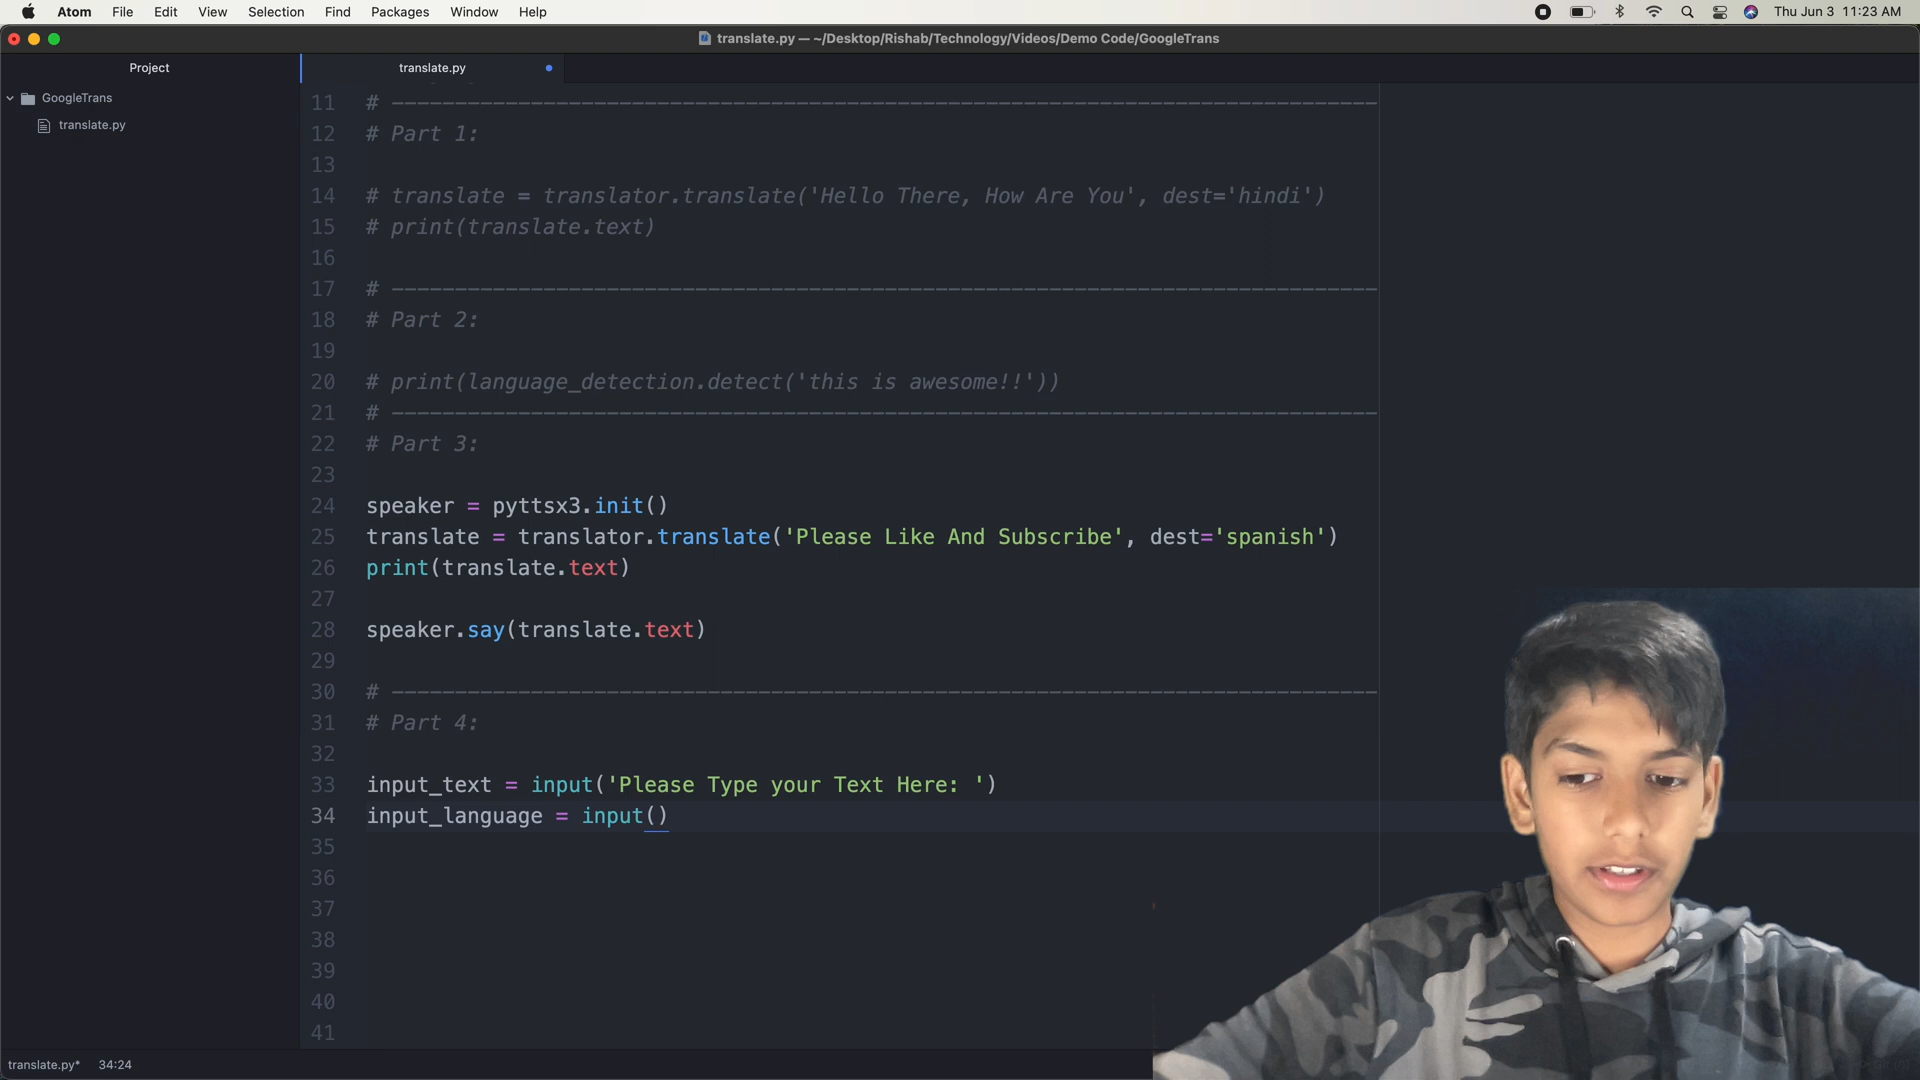 Atom File Edit View Selection Find Packages Window Help Thu Jun 3 11:23 AM
translate.py — ~/Desktop/Rishab/Technology/Videos/Demo Code/GoogleTrans
Project translate.py
GoogleTrans
translate.py
11 # ------------------------------------------------------------------------------
12 # Part 1:
13
14 # translate = translator.translate('Hello There, How Are You', dest='hindi')
15 # print(translate.text)
16
17 # ------------------------------------------------------------------------------
18 # Part 2:
19
20 # print(language_detection.detect('this is awesome!!'))
21 # ------------------------------------------------------------------------------
22 # Part 3:
23
24 speaker = pyttsx3.init()
25 translate = translator.translate('Please Like And Subscribe', dest='spanish')
26 print(translate.text)
27
28 speaker.say(translate.text)
29
30 # ------------------------------------------------------------------------------
31 # Part 4:
32
33 input_text = input('Please Type your Text Here: ')
34 input_language = input()
35
36
37
38
39
40
41
translate.py* 34:24